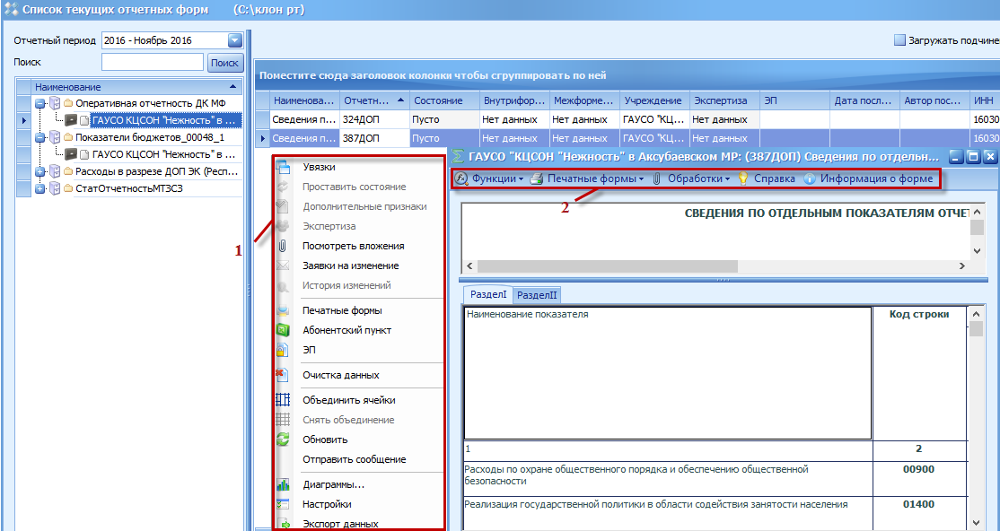 Список текущих отчетных форм (C:\клон рт)
Отчетный период 2016 - Ноябрь 2016
Загружать подчине
Поиск Поиск
Наименование
Оперативная отчетность ДК МФ
ГАУСО КЦСОН "Нежность" в ...
Показатели бюджетов_00048_1
ГАУСО КЦСОН "Нежность" в ...
Расходы в разрезе ДОП ЭК (Респ...
СтатОтчетностьМТЗСЗ
Поместите сюда заголовок колонки чтобы сгруппировать по ней
Наименова... Отчетн... Состояние Внутрифор... Межформе... Учреждение Экспертиза ЭП Дата посл... Автор пос... ИНН
Сведения п... 324ДОП Пусто Нет данных Нет данных ГАУСО "КЦ... Нет данных 16030
Сведения п... 387ДОП Пусто Нет данных Нет данных ГАУСО "КЦ... Нет данных 16030
1
Увязки
Проставить состояние
Дополнительные признаки
Экспертиза
Посмотреть вложения
Заявки на изменение
История изменений
Печатные формы
Абонентский пункт
ЭП
Очистка данных
Объединить ячейки
Снять объединение
Обновить
Отправить сообщение
Диаграммы...
Настройки
Экспорт данных
ГАУСО "КЦСОН "Нежность" в Аксубаевском МР: (387ДОП) Сведения по отдельн...
Функции Печатные формы Обработки Справка Информация о форме
2
СВЕДЕНИЯ ПО ОТДЕЛЬНЫМ ПОКАЗАТЕЛЯМ ОТЧЕТ
РазделI РазделII
Наименование показателя Код строки
1 2
Расходы по охране общественного порядка и обеспечению общественной
безопасности
00900
Реализация государственной политики в области содействия занятости населения 01400